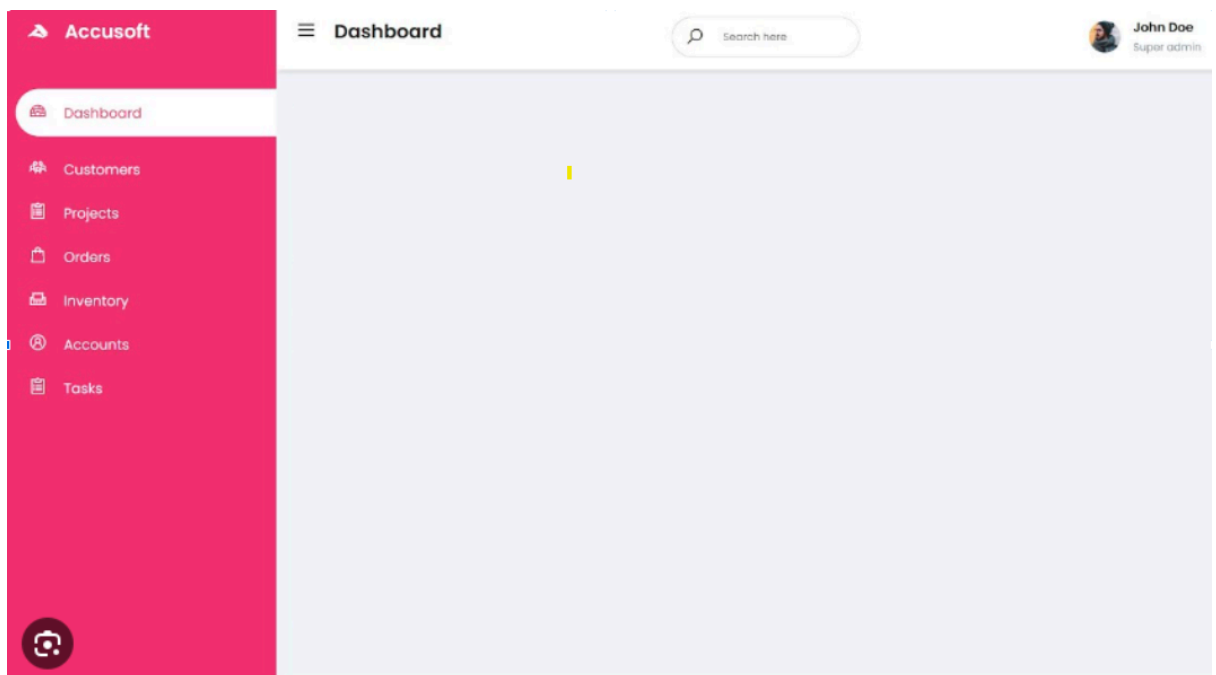 Accusoft
Dashboard
Search here
John Doe
Super admin
Dashboard
Customers
Projects
Orders
Inventory
Accounts
Tasks